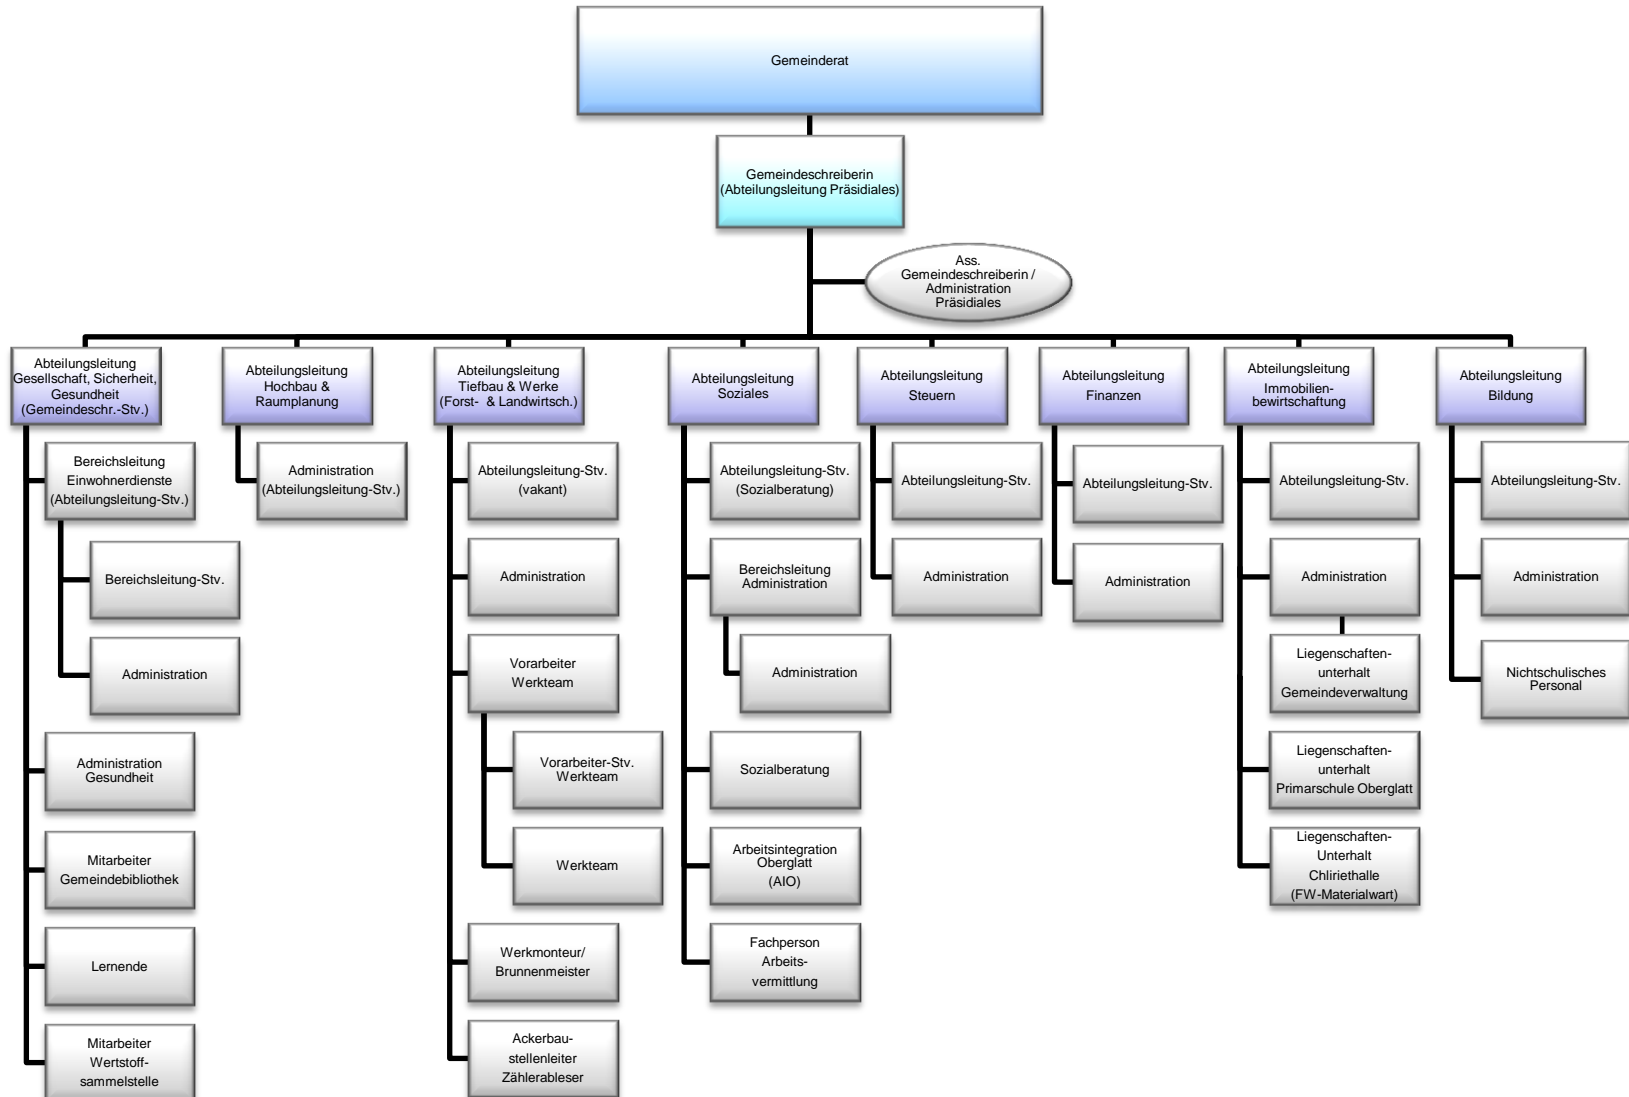 Gemeinderat
Gemeindeschreiberin
(Abteilungsleitung Präsidiales)
Ass.
Gemeindeschreiberin /
Administration
Präsidiales
Abteilungsleitung
Gesellschaft, Sicherheit,
Gesundheit
(Gemeindeschr.-Stv.)
Abteilungsleitung
Hochbau &
Raumplanung
Abteilungsleitung
Tiefbau & Werke
(Forst- & Landwirtsch.)
Abteilungsleitung
Soziales
Abteilungsleitung
Steuern
Abteilungsleitung
Finanzen
Abteilungsleitung
Immobilien-
bewirtschaftung
Abteilungsleitung
Bildung
Bereichsleitung
Einwohnerdienste
(Abteilungsleitung-Stv.)
Bereichsleitung-Stv.
Administration
Administration
Gesundheit
Mitarbeiter
Gemeindebibliothek
Lernende
Mitarbeiter
Wertstoff-
sammelstelle
Administration
(Abteilungsleitung-Stv.)
Abteilungsleitung-Stv.
(vakant)
Administration
Vorarbeiter
Werkteam
Vorarbeiter-Stv.
Werkteam
Werkteam
Werkmonteur/
Brunnenmeister
Ackerbau-
stellenleiter
Zählerableser
Abteilungsleitung-Stv.
(Sozialberatung)
Bereichsleitung
Administration
Administration
Sozialberatung
Arbeitsintegration
Oberglatt
(AIO)
Fachperson
Arbeits-
vermittlung
Abteilungsleitung-Stv.
Administration
Abteilungsleitung-Stv.
Administration
Abteilungsleitung-Stv.
Administration
Liegenschaften-
unterhalt
Gemeindeverwaltung
Liegenschaften-
unterhalt
Primarschule Oberglatt
Liegenschaften-
Unterhalt
Chliriethalle
(FW-Materialwart)
Abteilungsleitung-Stv.
Administration
Nichtschulisches
Personal